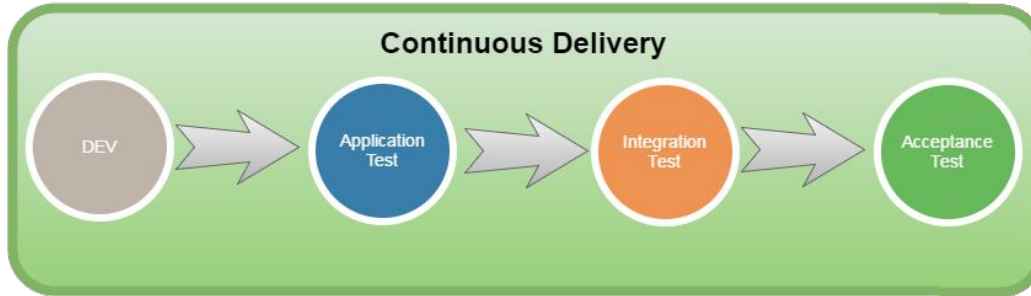 Continuous Delivery
DEV
Application
Test
Integration
Test
Acceptance
Test